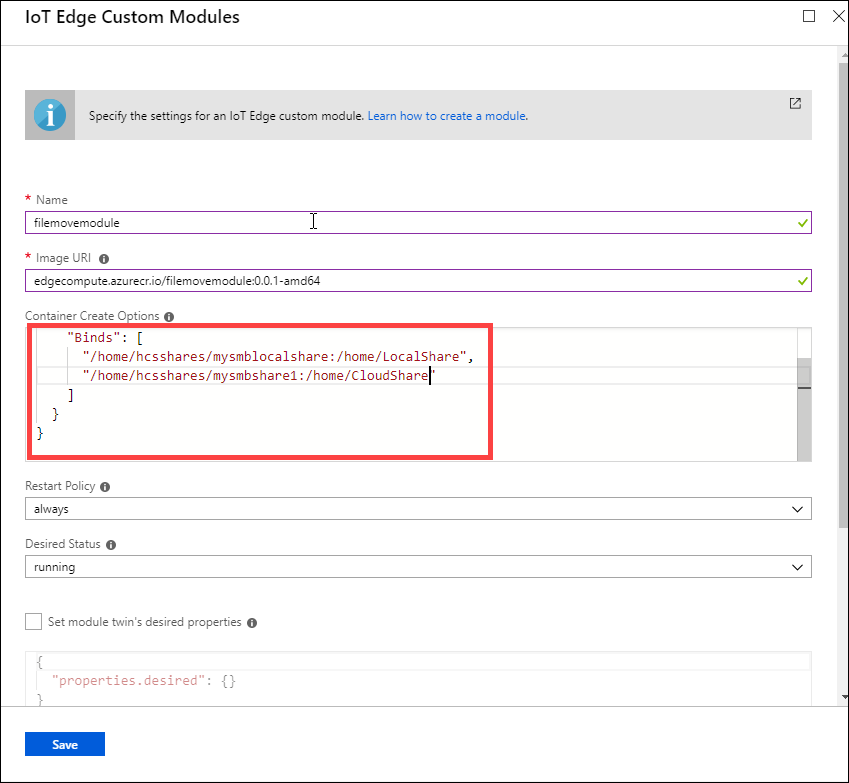 IoT Edge Custom Modules
Specify the settings for an IoT Edge custom module. Learn how to create a module.
* Name
filemovemodule
* Image URI
edgecompute.azurecr.io/filemovemodule:0.0.1-amd64
Container Create Options
"Binds": [
"/home/hcsshares/mysmblocalshare:/home/LocalShare",
"/home/hcsshares/mysmbshare1:/home/CloudShare"
]
}
}
Restart Policy
always
Desired Status
running
Set module twin's desired properties
{
"properties.desired": {}
}
Save